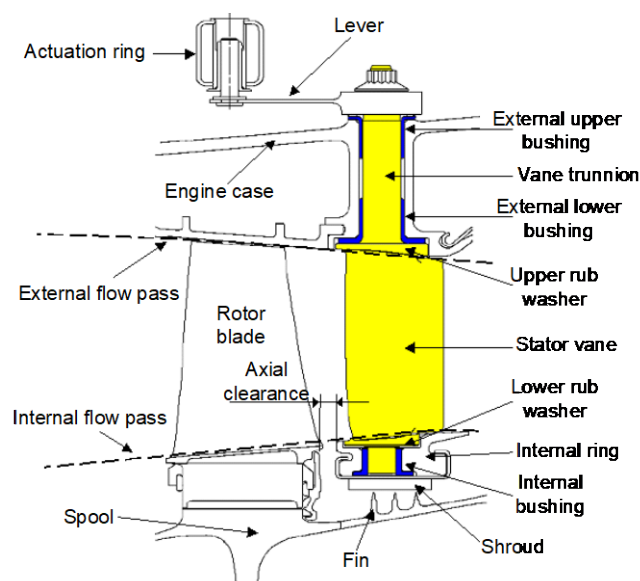 Lever
Actuation ring
External upper
bushing
Vane trunnion
Engine case
External lower
bushing
Upper rub
washer
External flow pass
Rotor
blade
Stator vane
Axial
clearance
Lower rub
washer
Internal flow pass
Internal ring
Internal
bushing
Spool
Shroud
Fin